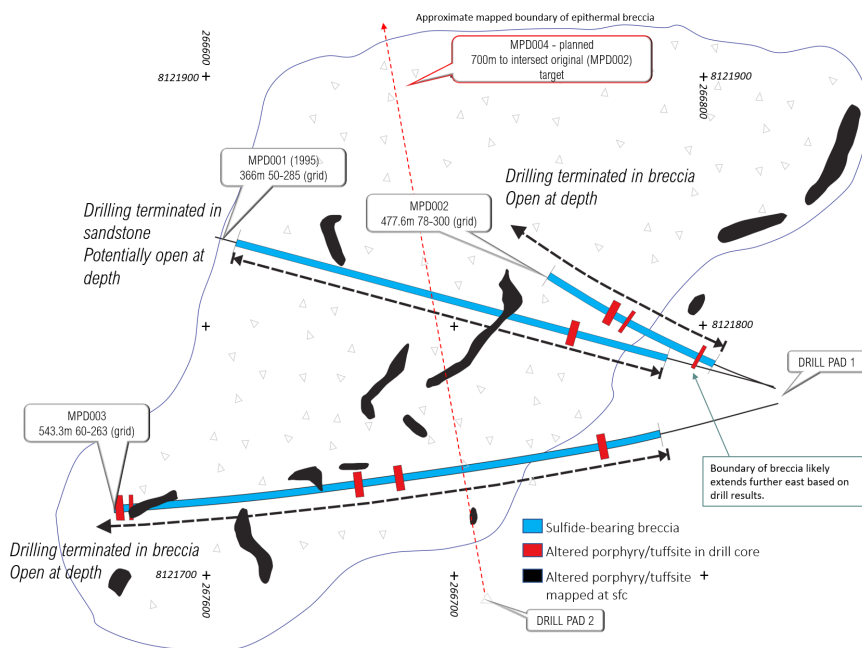 Approximate mapped boundary of epithermal breccia
266600
8121900
MPD004 - planned
700m to intersect original (MPD002)
target
8121900
266800
MPD001 (1995)
366m 50-285 (grid)
Drilling terminated in breccia
Open at depth
MPD002
477.6m 78-300 (grid)
Drilling terminated in
sandstone
Potentially open at
depth
8121800
DRILL PAD 1
MPD003
543.3m 60-263 (grid)
Boundary of breccia likely
extends further east based on
drill results.
Sulfide-bearing breccia
Altered porphyry/tuffsite in drill core
Altered porphyry/tuffsite
mapped at sfc
Drilling terminated in breccia
Open at depth
8121700
267600
266700
DRILL PAD 2